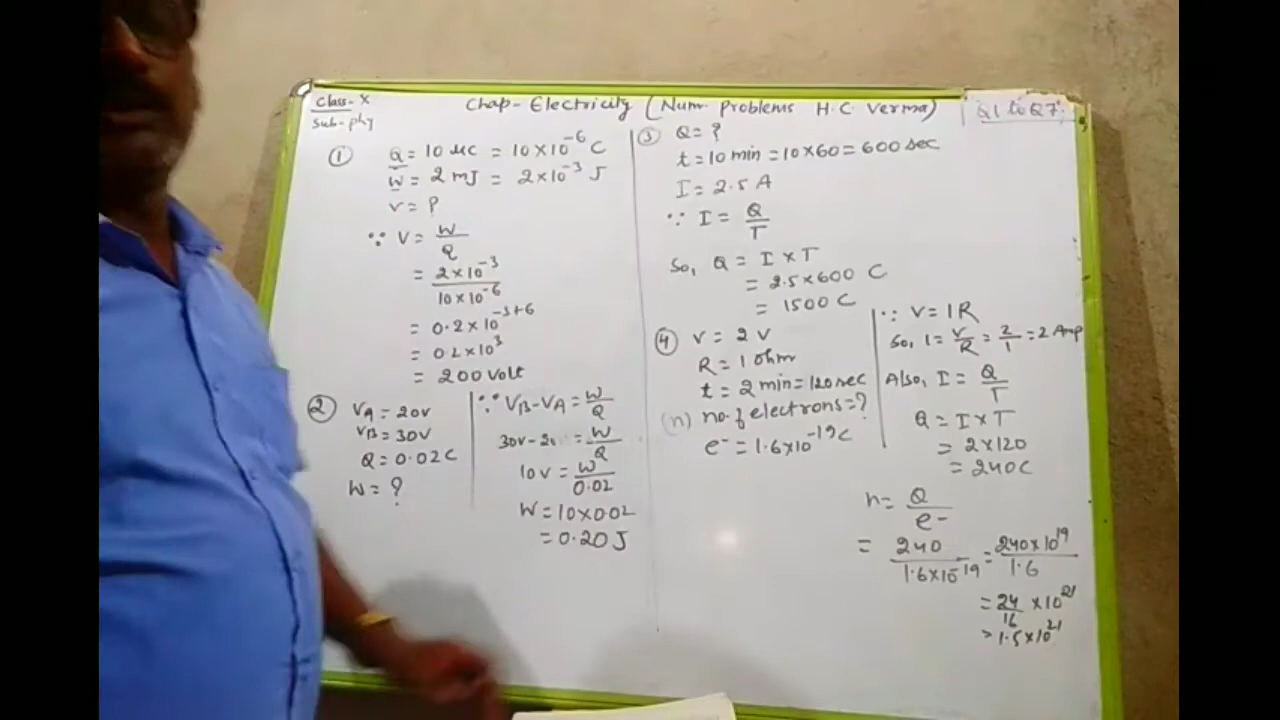 Class-X
Sub-phy
Chap-Electricity (Num. Problems H.C Verma)
Q1 to Q7
①
Q = 10 μC = 10×10⁻⁶ C
W = 2 mJ = 2×10⁻³ J
V = ?
∵ V = W/Q
= 2×10⁻³/10×10⁻⁶
= 0.2×10⁻³⁺⁶
= 0.2×10³
= 200 Volt
②
VA = 20V
VB = 30V
Q = 0.02C
W = ?
∵ VB-VA = W/Q
30V-20 = W/Q
10V = W/0.02
W = 10×0.02
= 0.20 J
③ Q = ?
t = 10 min = 10×60 = 600 sec
I = 2.5 A
∵ I = Q/T
So, Q = I × T
= 2.5×600 C
= 1500 C
④ V = 2 V
R = 1 ohm
t = 2 min = 120 sec
(n) no. of electrons = ?
e⁻ = 1.6×10⁻¹⁹ C
∵ V = IR
So, I = V/R = 2/1 = 2 Amp
Also, I = Q/T
Q = I × T
= 2×120
= 240C
n = Q/e⁻
= 240/1.6×10⁻¹⁹ = 240×10¹⁹/1.6
= 24/16 ×10²¹
= 1.5×10²¹